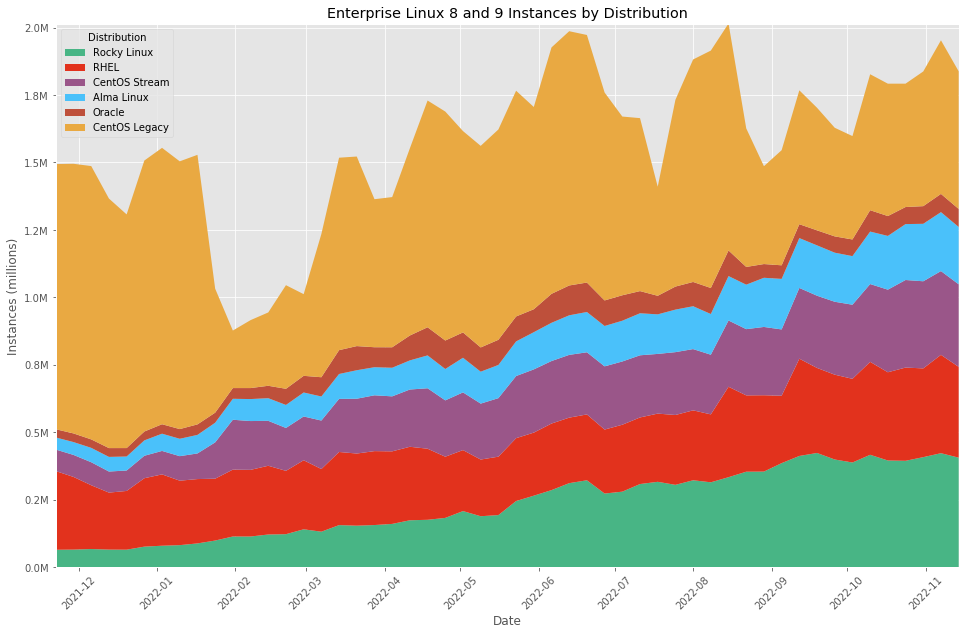 Enterprise Linux 8 and 9 Instances by Distribution
Distribution
Rocky Linux
RHEL
CentOS Stream
Alma Linux
Oracle
CentOS Legacy
Instances (millions)
2.0M
1.8M
1.5M
1.2M
1.0M
0.8M
0.5M
0.2M
0.0M
2021-12
2022-01
2022-02
2022-03
2022-04
2022-05
2022-06
2022-07
2022-08
2022-09
2022-10
2022-11
Date